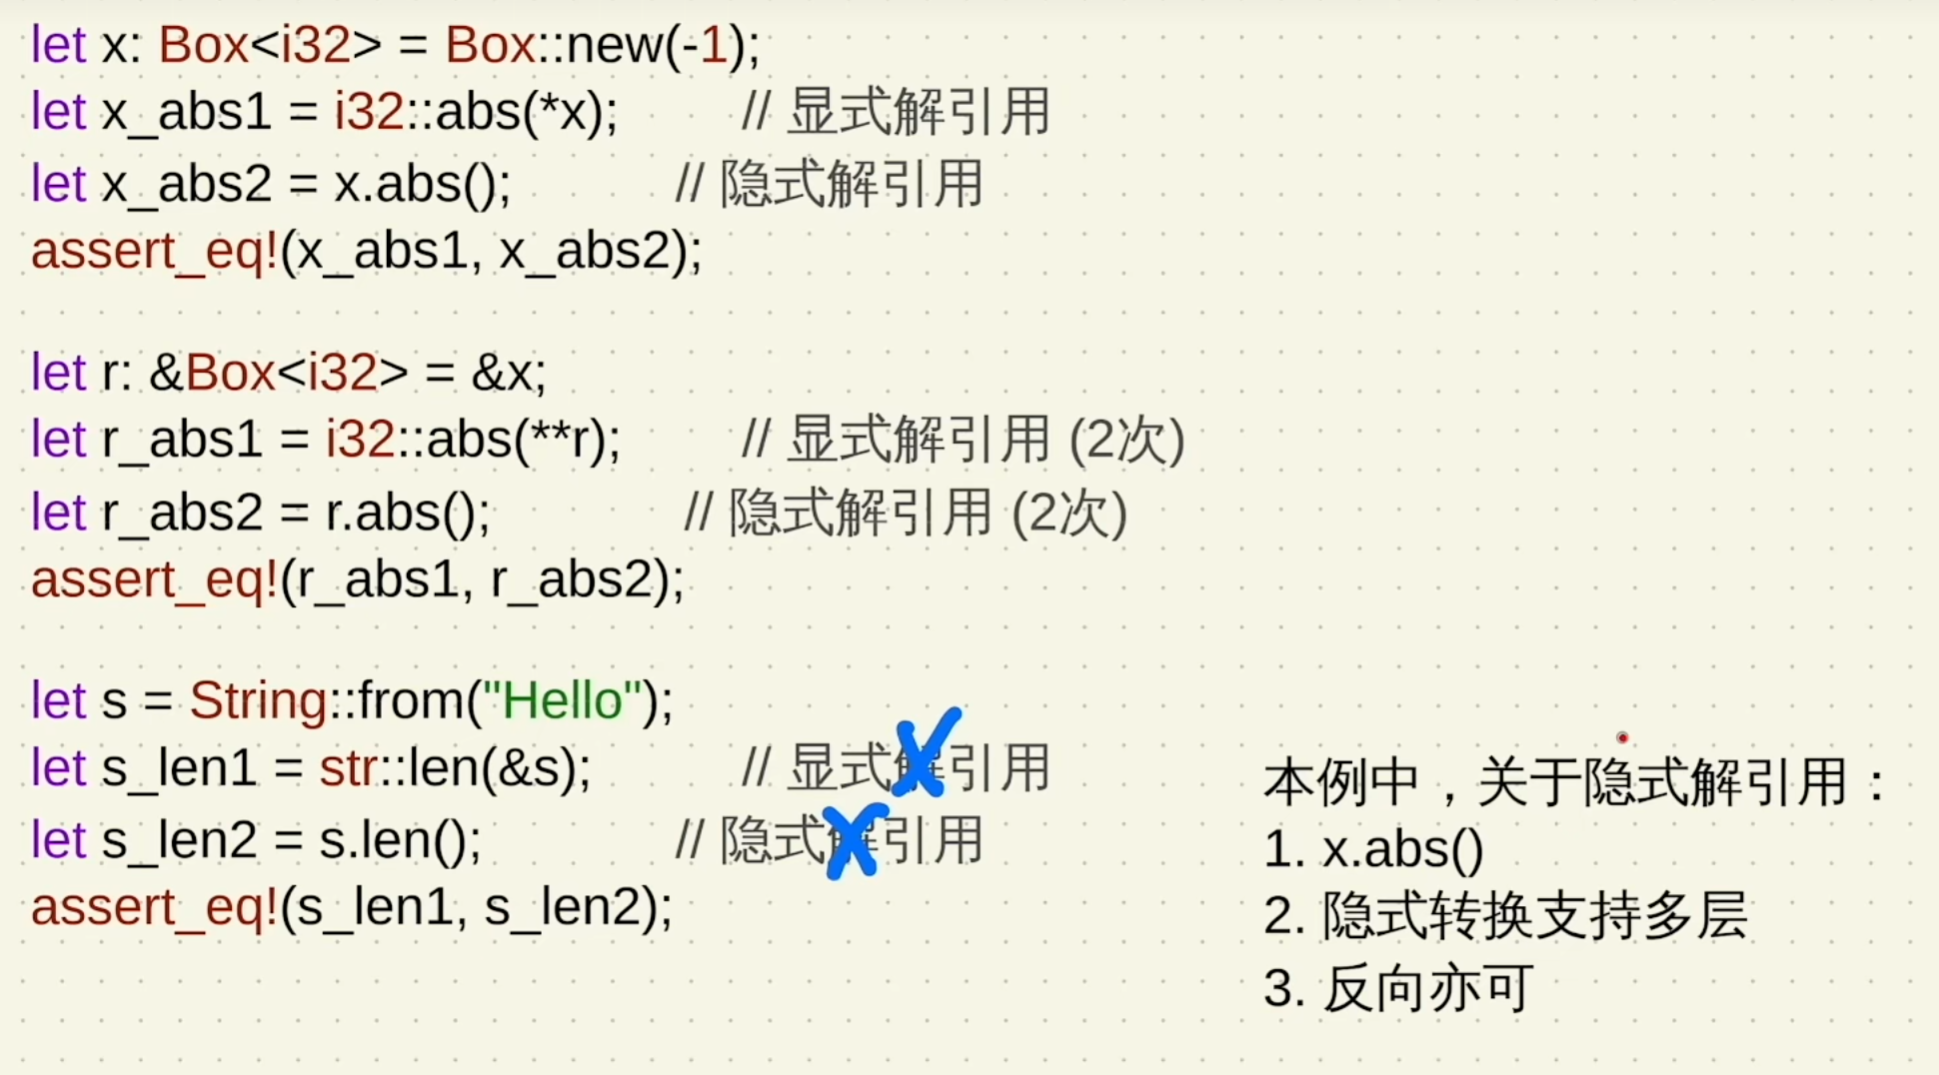 let x: Box<i32> = Box::new(-1);
let x_abs1 = i32::abs(*x); // 显式解引用
let x_abs2 = x.abs(); // 隐式解引用
assert_eq!(x_abs1, x_abs2);
let r: &Box<i32> = &x;
let r_abs1 = i32::abs(**r); // 显式解引用 (2次)
let r_abs2 = r.abs(); // 隐式解引用 (2次)
assert_eq!(r_abs1, r_abs2);
let s = String::from("Hello");
let s_len1 = str::len(&s); // 显式解引用
let s_len2 = s.len(); // 隐式解引用
assert_eq!(s_len1, s_len2);
本例中，关于隐式解引用：
1. x.abs()
2. 隐式转换支持多层
3. 反向亦可